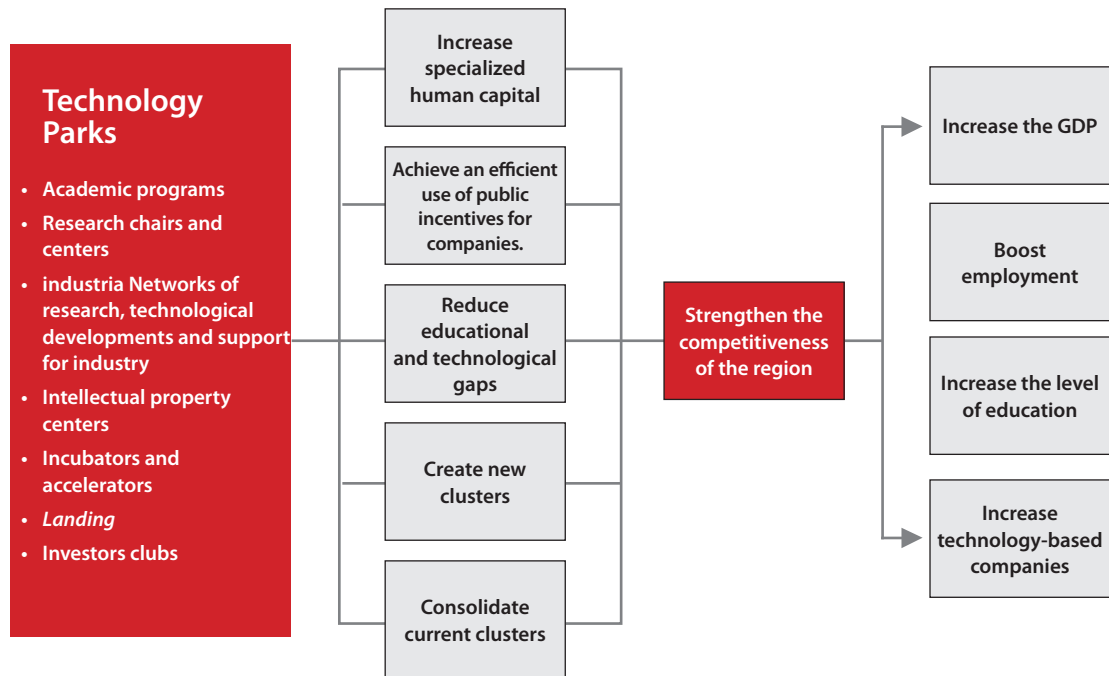 Technology
Parks
• Academic programs
• Research chairs and
centers
• industria Networks of
research, technological
developments and support
for industry
• Intellectual property
centers
• Incubators and
accelerators
• Landing
• Investors clubs
Increase
specialized
human capital
Achieve an efficient
use of public
incentives for
companies.
Reduce
educational
and technological
gaps
Create new
clusters
Consolidate
current clusters
Strengthen the
competitiveness
of the region
Increase the GDP
Boost
employment
Increase the level
of education
Increase
technology-based
companies